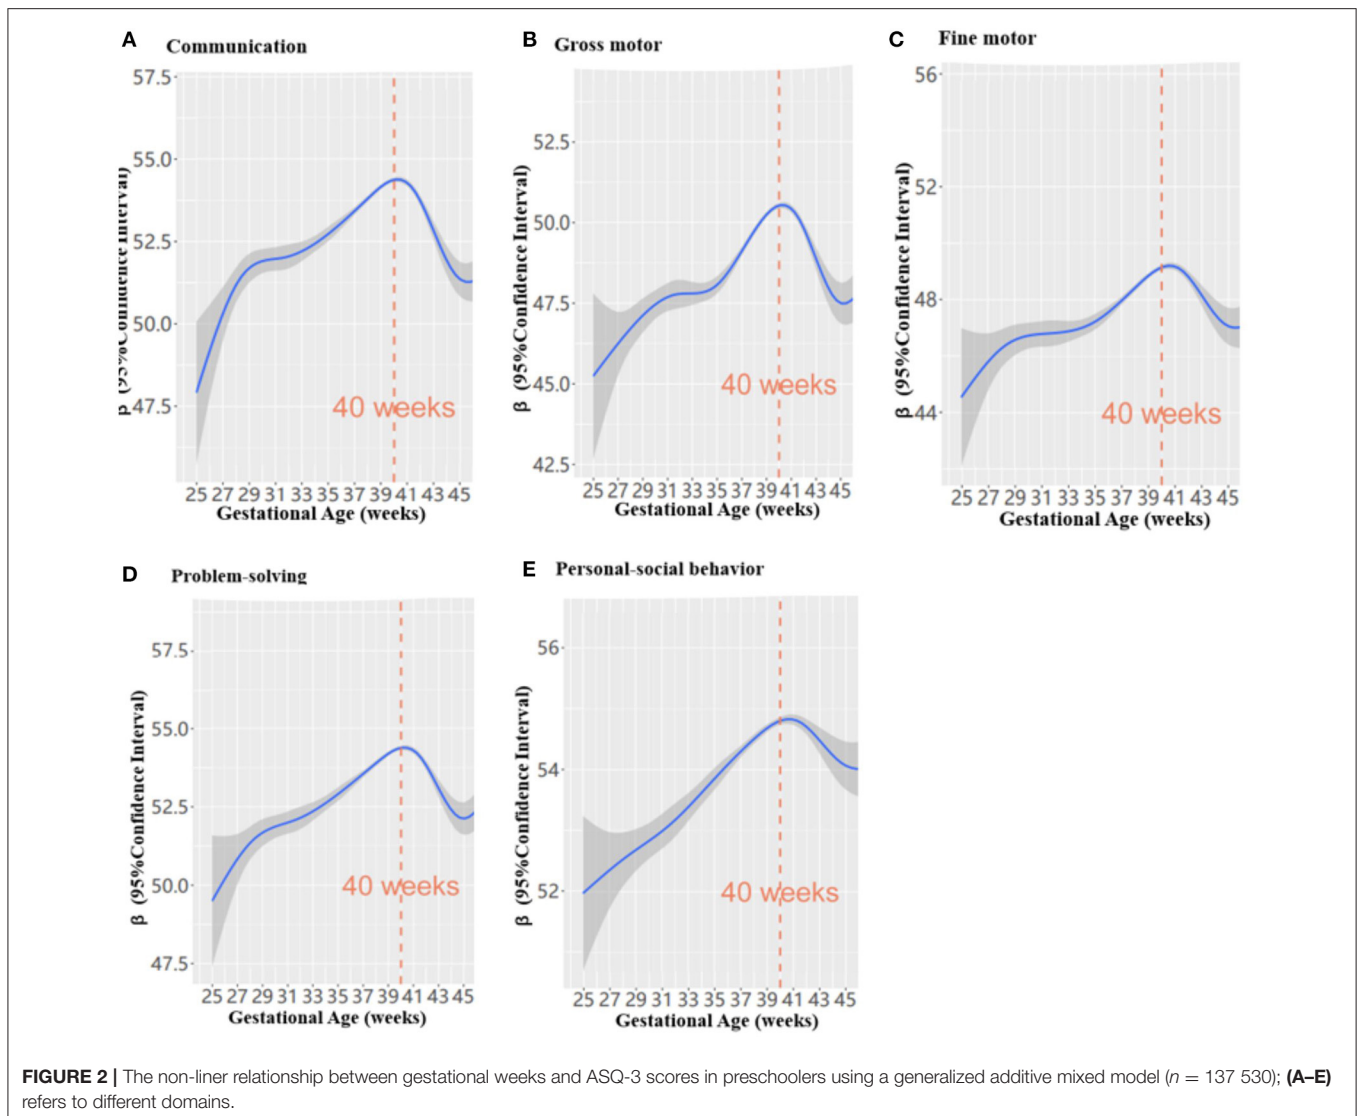 A Communication
57.5
55.0
52.5
50.0
47.5
β (95%Confidence Interval)
40 weeks
25 27 29 31 33 35 37 39 41 43 45
Gestational Age (weeks)
B Gross motor
52.5
50.0
47.5
45.0
42.5
β (95%Confidence Interval)
40 weeks
25 27 29 31 33 35 37 39 41 43 45
Gestational Age (weeks)
C Fine motor
56
52
48
44
β (95%Confidence Interval)
40 weeks
25 27 29 31 33 35 37 39 41 43 45
Gestational Age (weeks)
D Problem-solving
57.5
55.0
52.5
50.0
47.5
β (95%Confidence Interval)
40 weeks
25 27 29 31 33 35 37 39 41 43 45
Gestational Age (weeks)
E Personal-social behavior
56
54
52
β (95%Confidence Interval)
40 weeks
25 27 29 31 33 35 37 39 41 43 45
Gestational Age (weeks)
FIGURE 2 | The non-liner relationship between gestational weeks and ASQ-3 scores in preschoolers using a generalized additive mixed model (n = 137 530); (A–E)
refers to different domains.